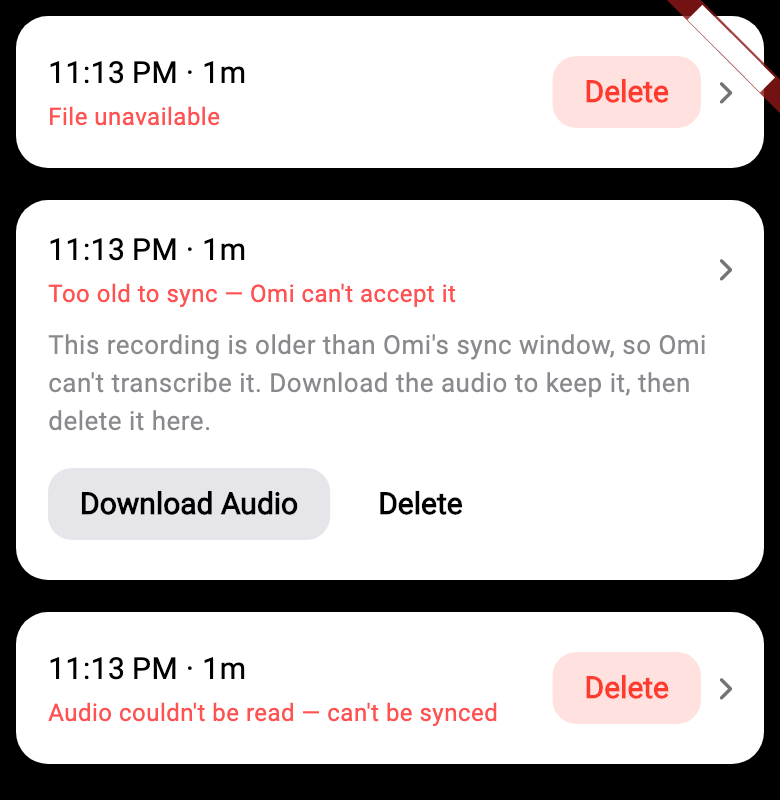 11:13 PM · 1m
Delete
File unavailable
11:13 PM · 1m
Too old to sync — Omi can't accept it
This recording is older than Omi's sync window, so Omi
can't transcribe it. Download the audio to keep it, then
delete it here.
Download Audio
Delete
11:13 PM · 1m
Delete
Audio couldn't be read — can't be synced